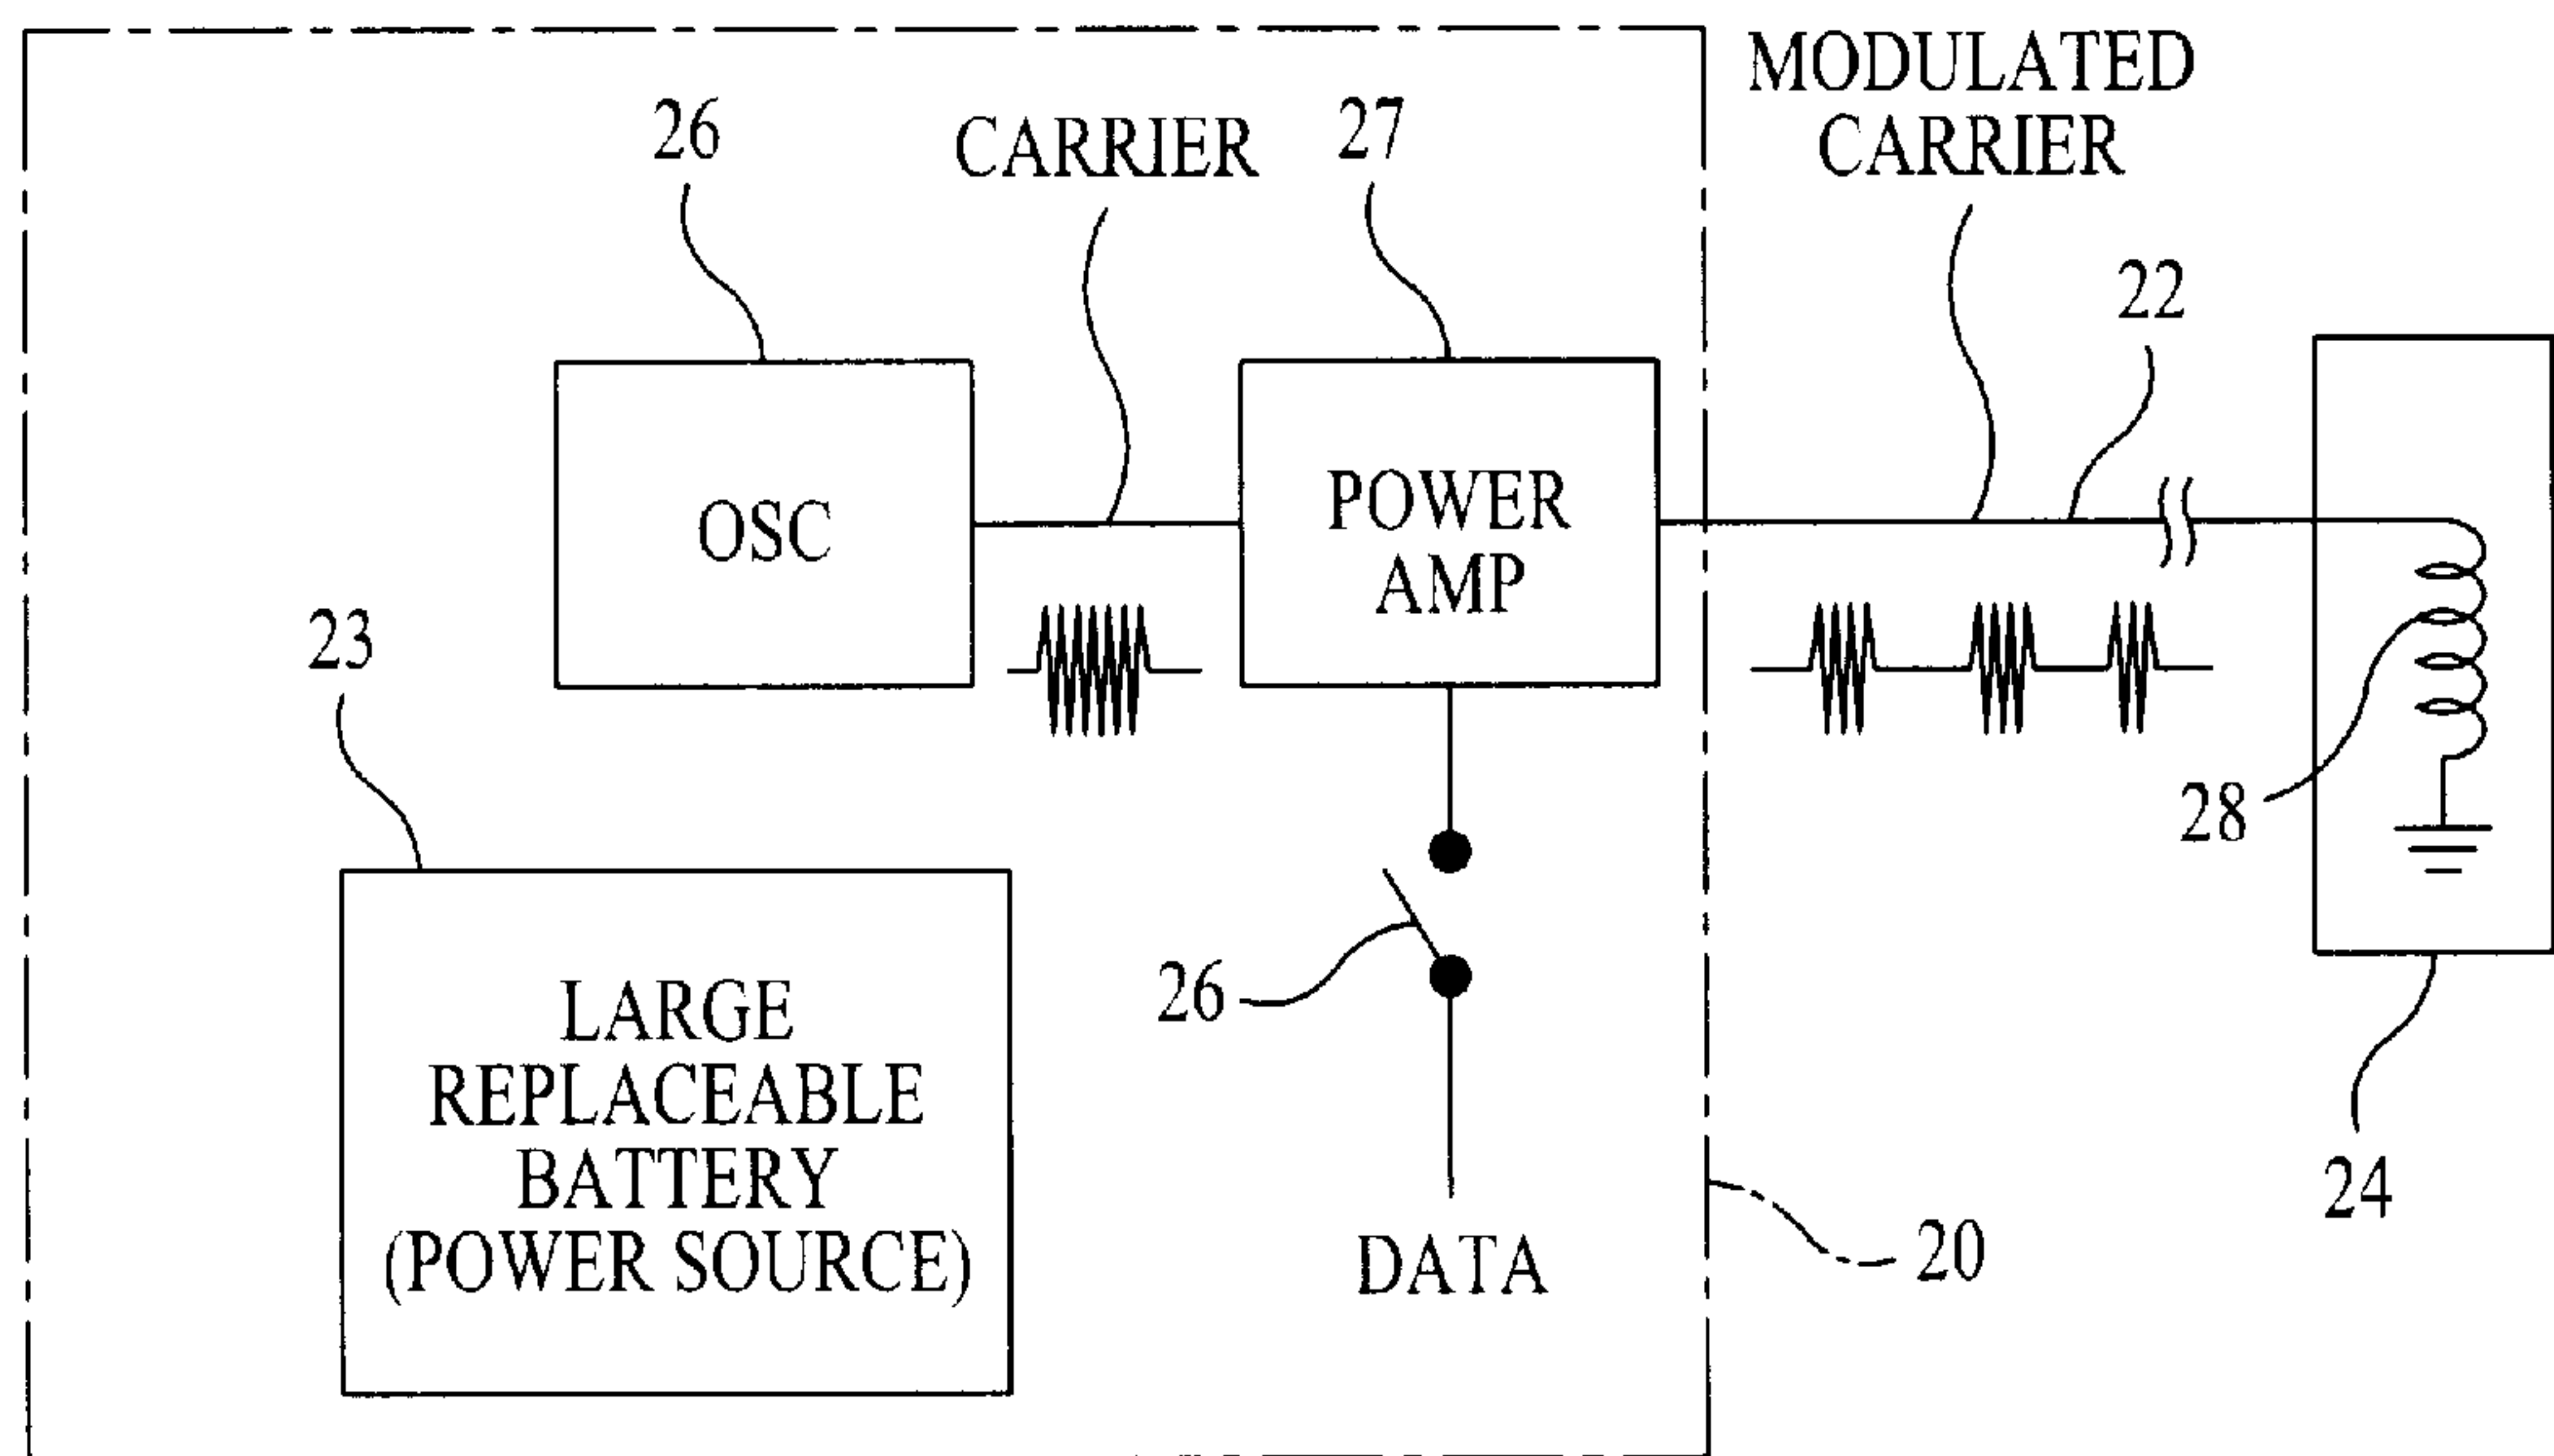 MODULATED
CARRIER
26
CARRIER
27
22
OSC
POWER
AMP
23
28
LARGE
REPLACEABLE
BATTERY
(POWER SOURCE)
26
DATA
20
24